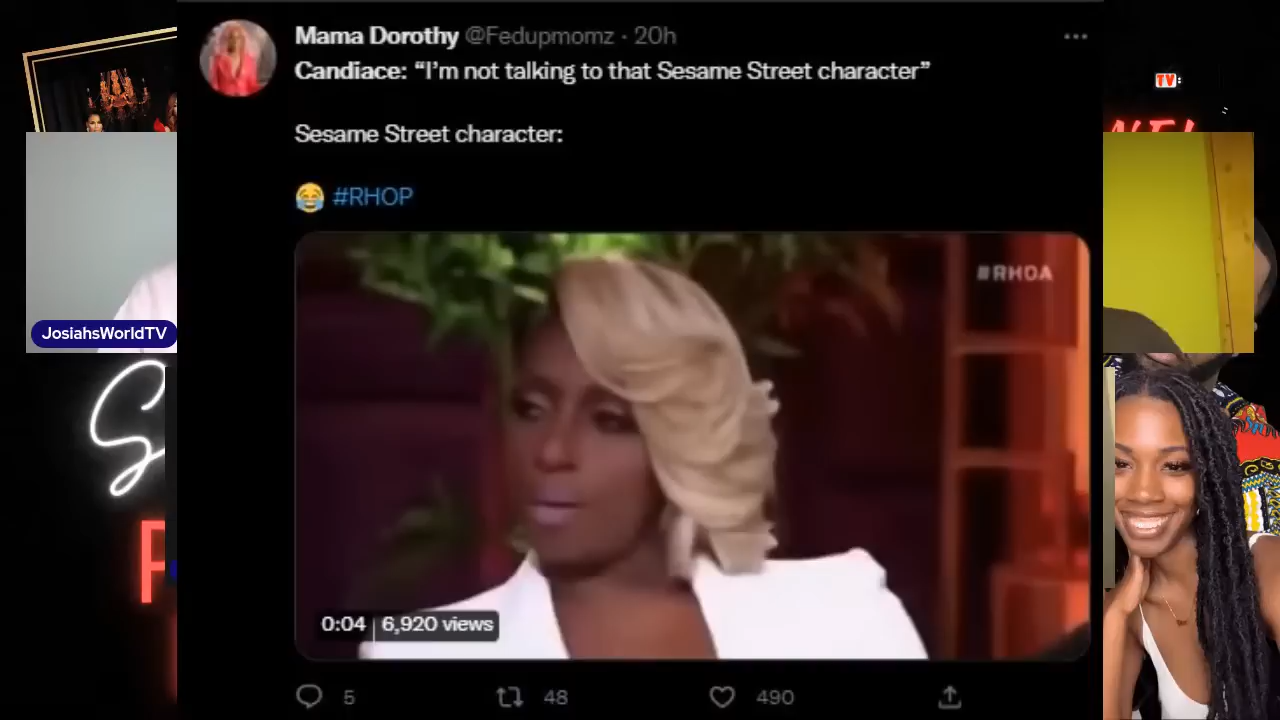 Mama Dorothy @Fedupmomz · 20h
Candiace: “I’m not talking to that Sesame Street character”
Sesame Street character:
😂 #RHOP
#RHOA
0:04 | 6,920 views
5 48 490
TV:
JosiahsWorldTV